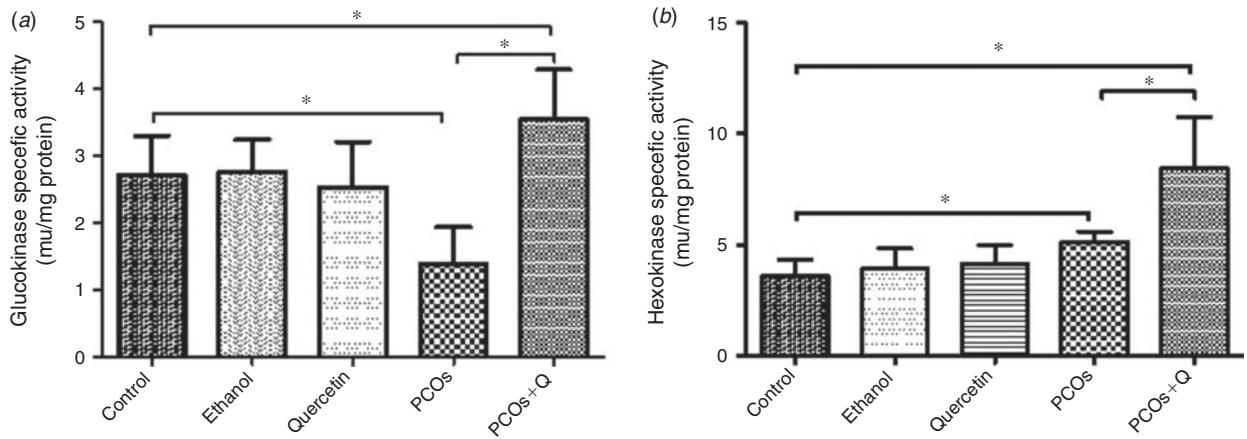 (a)
Glucokinase specefic activity
(mu/mg protein)
5
4
3
2
1
0
*
*
*
Control
Ethanol
Quercetin
PCOs
PCOs+Q
(b)
Hexokinase specefic activity
(mu/mg protein)
15
10
5
0
*
*
*
Control
Ethanol
Quercetin
PCOs
PCOs+Q